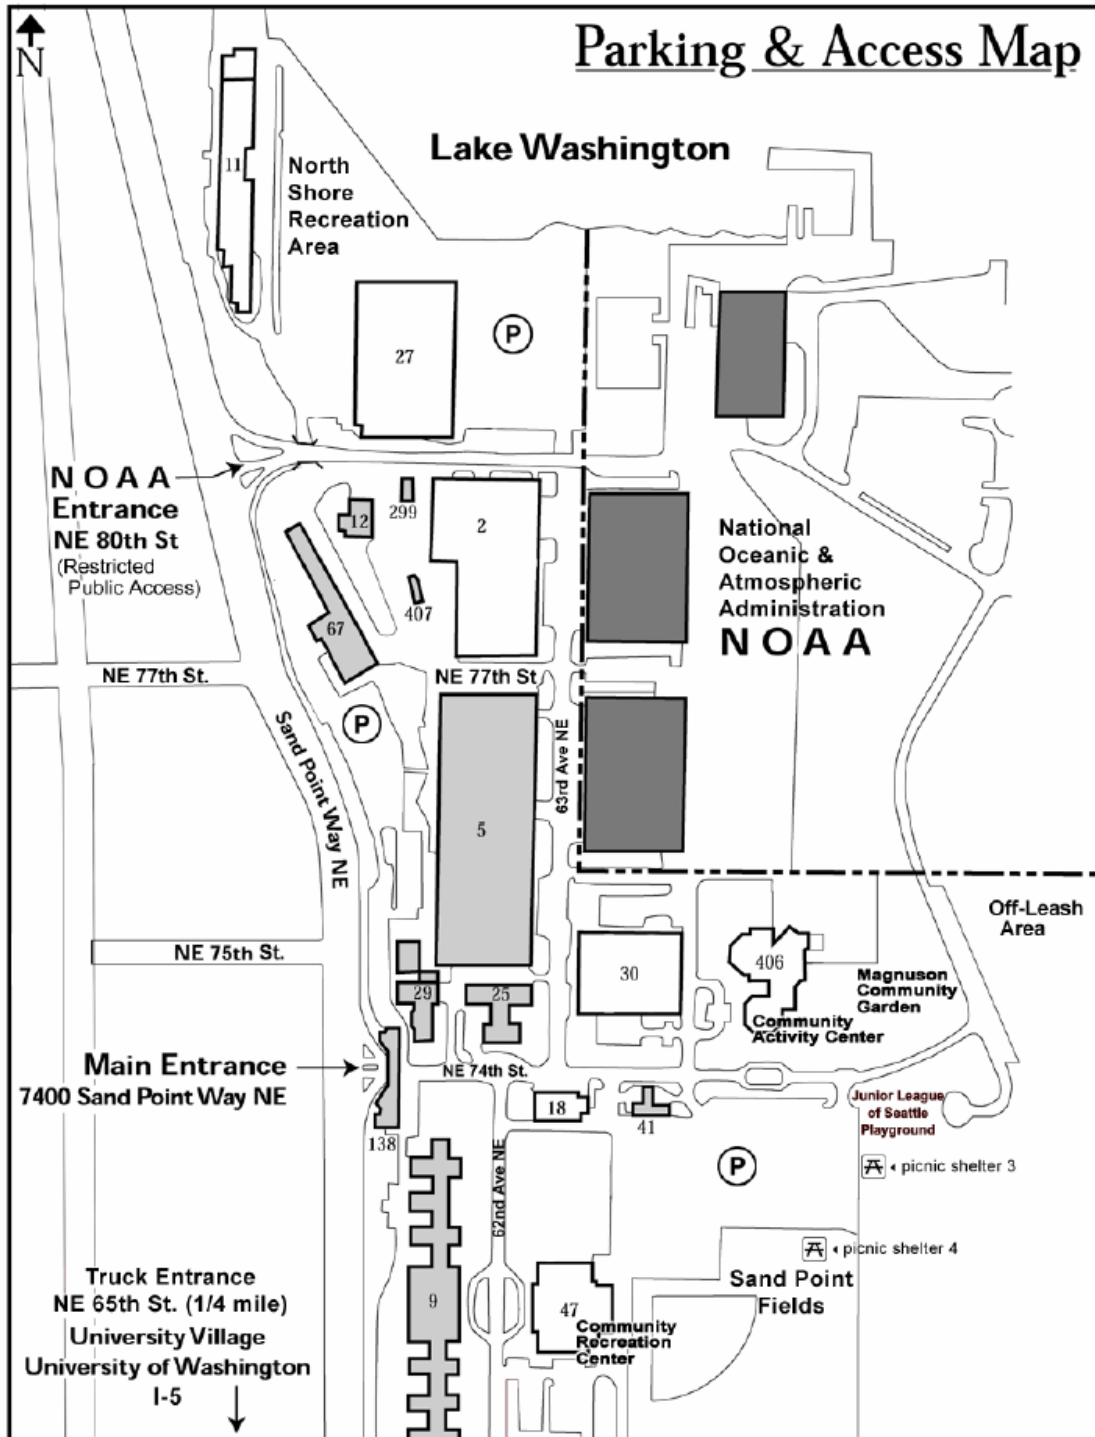 N
Parking & Access Map
Lake Washington
11
North
Shore
Recreation
Area
P
27
NOAA
Entrance
NE 80th St
(Restricted
Public Access)
12
299
2
National
Oceanic &
Atmospheric
Administration
NOAA
407
67
NE 77th St.
NE 77th St
Sand Point Way NE
P
63rd Ave NE
5
Off-Leash
Area
NE 75th St.
30
406
Magnuson
Community
Garden
29
25
Community
Activity Center
Main Entrance
7400 Sand Point Way NE
NE 74th St.
18
41
Junior League
of Seattle
Playground
138
62nd Ave NE
P
picnic shelter 3
picnic shelter 4
Truck Entrance
NE 65th St. (1/4 mile)
University Village
University of Washington
I-5
9
47
Community
Recreation
Center
Sand Point
Fields